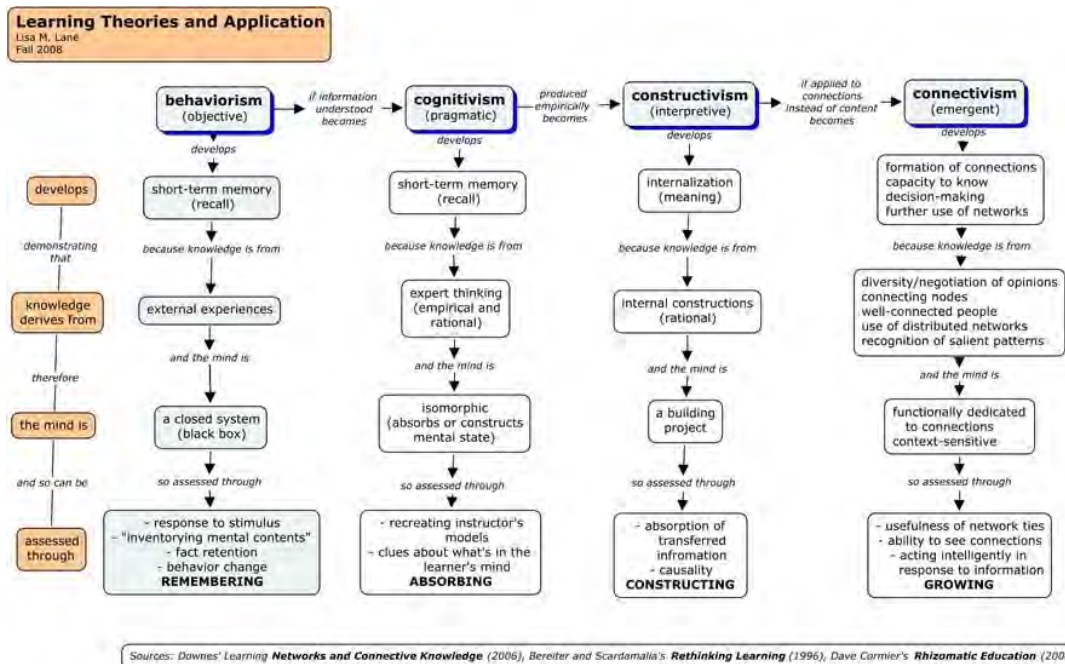 Learning Theories and Application
Lisa M. Lane
Fall 2008
behaviorism
(objective)
if information
understood
becomes
cognitivism
(pragmatic)
produced
empirically
becomes
constructivism
(interpretive)
if applied to
connections
instead of content
becomes
connectivism
(emergent)
develops
develops
develops
develops
develops
short-term memory
(recall)
short-term memory
(recall)
internalization
(meaning)
formation of connections
capacity to know
decision-making
further use of networks
demonstrating
that
because knowledge is from
because knowledge is from
because knowledge is from
because knowledge is from
knowledge
derives from
external experiences
expert thinking
(empirical and
rational)
internal constructions
(rational)
diversity/negotiation of opinions
connecting nodes
well-connected people
use of distributed networks
recognition of salient patterns
therefore
and the mind is
and the mind is
and the mind is
and the mind is
the mind is
a closed system
(black box)
isomorphic
(absorbs or constructs
mental state)
a building
project
functionally dedicated
to connections
context-sensitive
and so can be
so assessed through
so assessed through
so assessed through
so assessed through
assessed
through
- response to stimulus
- "inventorying mental contents"
- fact retention
- behavior change
REMEMBERING
- recreating instructor's
models
- clues about what's in the
learner's mind
ABSORBING
- absorption of
transferred
infromation
- causality
CONSTRUCTING
- usefulness of network ties
- ability to see connections
- acting intelligently in
response to information
GROWING
Sources: Downes' Learning Networks and Connective Knowledge (2006), Bereiter and Scardamalia's Rethinking Learning (1996), Dave Cormier's Rhizomatic Education (200